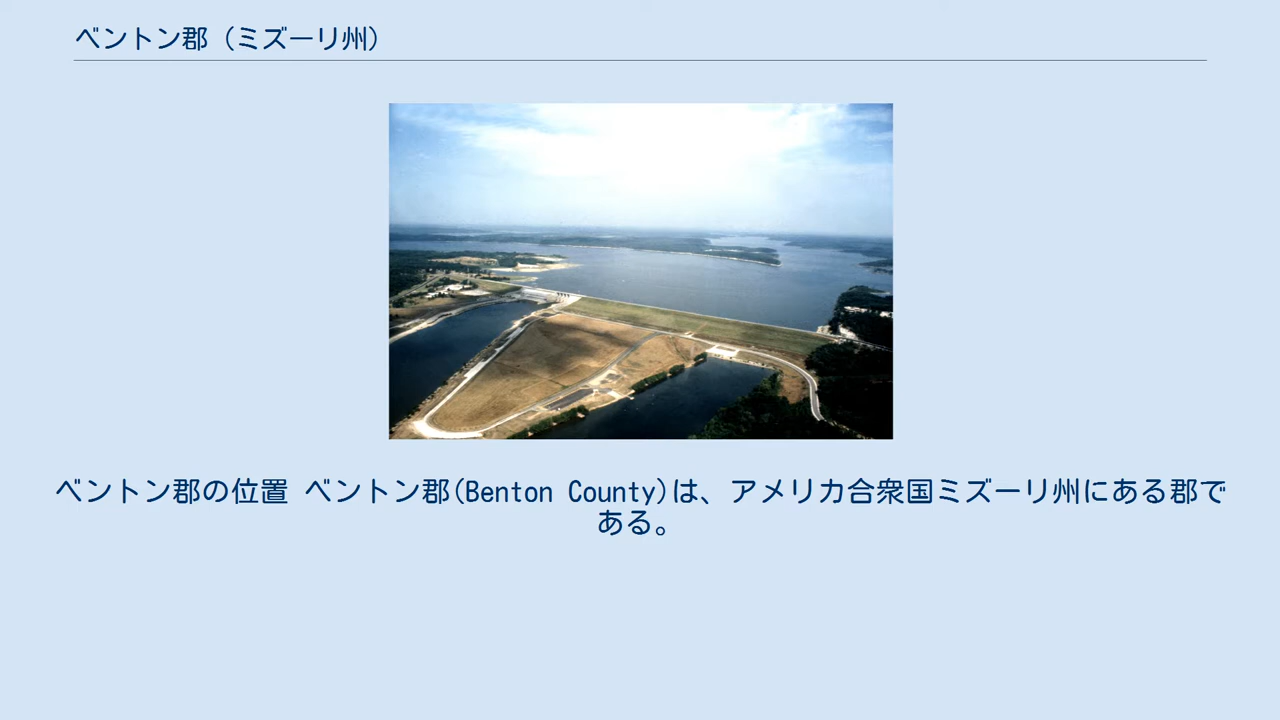 ベントン郡（ミズーリ州）
ベントン郡の位置 ベントン郡(Benton County)は、アメリカ合衆国ミズーリ州にある郡で
ある。